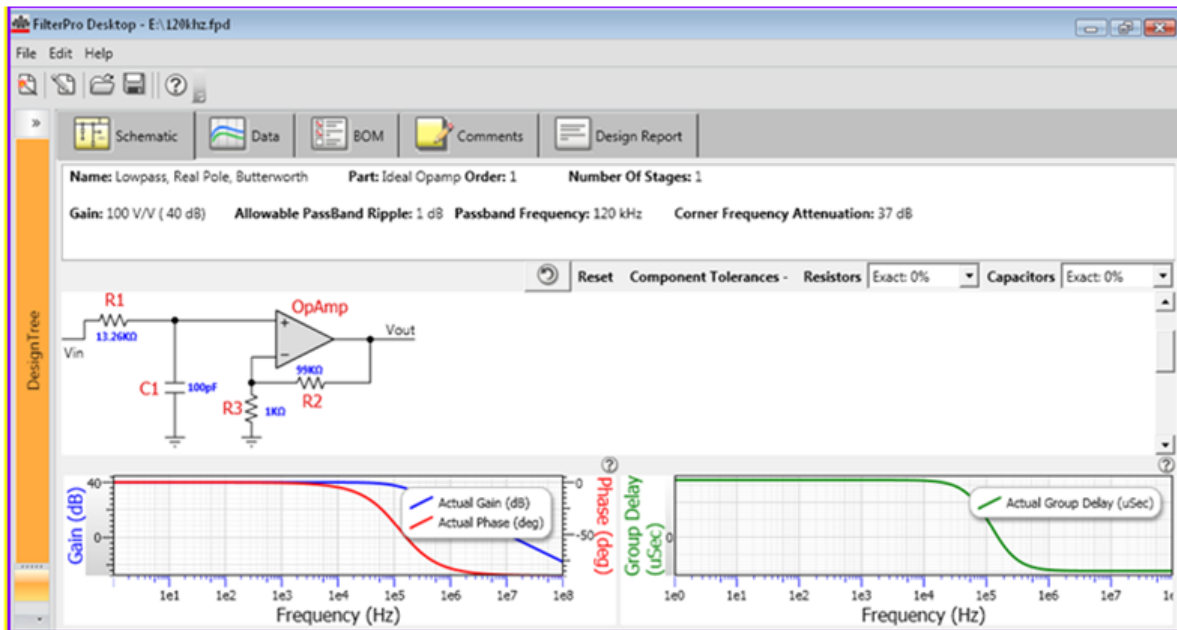 FilterPro Desktop - E:\120khz.fpd
File Edit Help
»
DesignTree
Schematic Data BOM Comments Design Report
Name: Lowpass, Real Pole, Butterworth Part: Ideal Opamp Order: 1 Number Of Stages: 1
Gain: 100 V/V ( 40 dB) Allowable PassBand Ripple: 1 dB Passband Frequency: 120 kHz Corner Frequency Attenuation: 37 dB
Reset Component Tolerances - Resistors Exact: 0% Capacitors Exact: 0%
R1
13.26KΩ
Vin
OpAmp
+
−
Vout
C1 100pF
99KΩ
R2
R3 1KΩ
Gain (dB)
40
0
Actual Gain (dB)
Actual Phase (deg)
0
-50
Phase (deg)
1e1 1e2 1e3 1e4 1e5 1e6 1e7 1e8
Frequency (Hz)
Group Delay
(uSec)
0
Actual Group Delay (uSec)
1e0 1e1 1e2 1e3 1e4 1e5 1e6 1e7
Frequency (Hz)